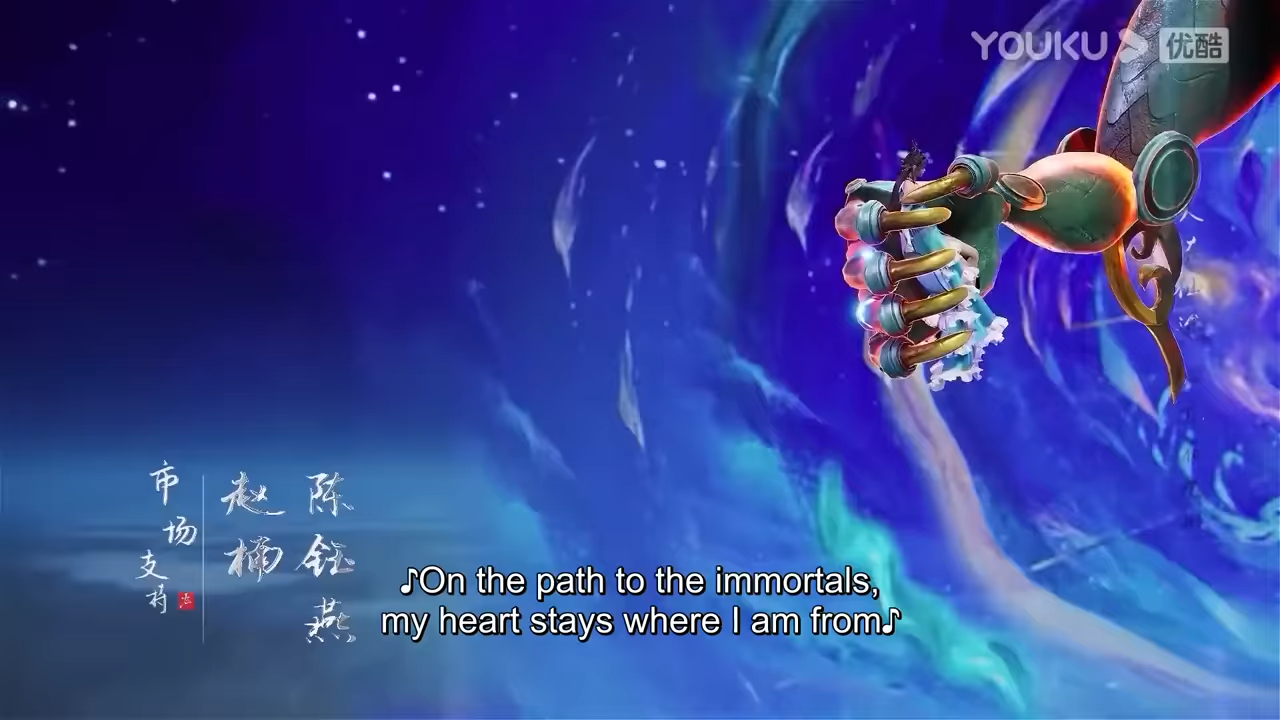 YOUKU 优酷
市场支持
陈钰燕
赵楠
♪On the path to the immortals,
my heart stays where I am from♪